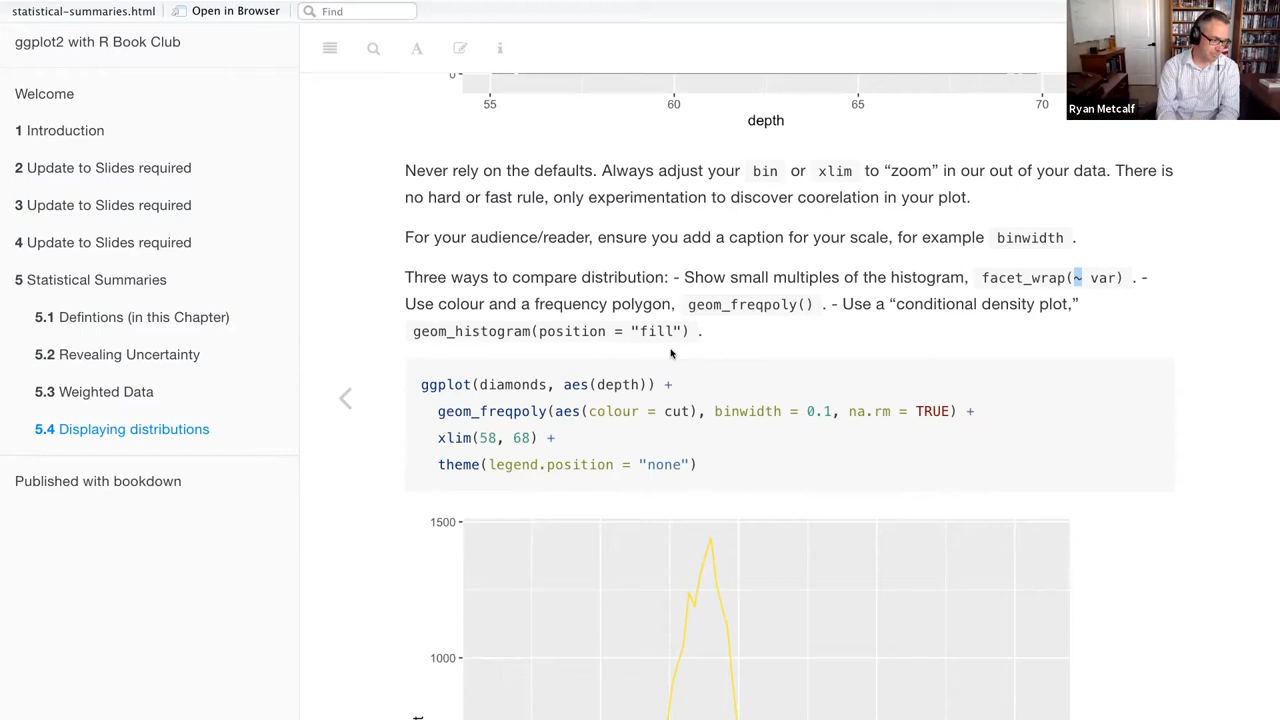 statistical-summaries.html
Open in Browser
Find
ggplot2 with R Book Club
Welcome
1 Introduction
2 Update to Slides required
3 Update to Slides required
4 Update to Slides required
5 Statistical Summaries
5.1 Defintions (in this Chapter)
5.2 Revealing Uncertainty
5.3 Weighted Data
5.4 Displaying distributions
Published with bookdown
Ryan Metcalf
0
55 60 65 70
depth
Never rely on the defaults. Always adjust your bin or xlim to “zoom” in our out of your data. There is
no hard or fast rule, only experimentation to discover coorelation in your plot.
For your audience/reader, ensure you add a caption for your scale, for example binwidth .
Three ways to compare distribution: - Show small multiples of the histogram, facet_wrap(~ var) . -
Use colour and a frequency polygon, geom_freqpoly() . - Use a “conditional density plot,”
geom_histogram(position = "fill") .
ggplot(diamonds, aes(depth)) +
geom_freqpoly(aes(colour = cut), binwidth = 0.1, na.rm = TRUE) +
xlim(58, 68) +
theme(legend.position = "none")
1500
1000